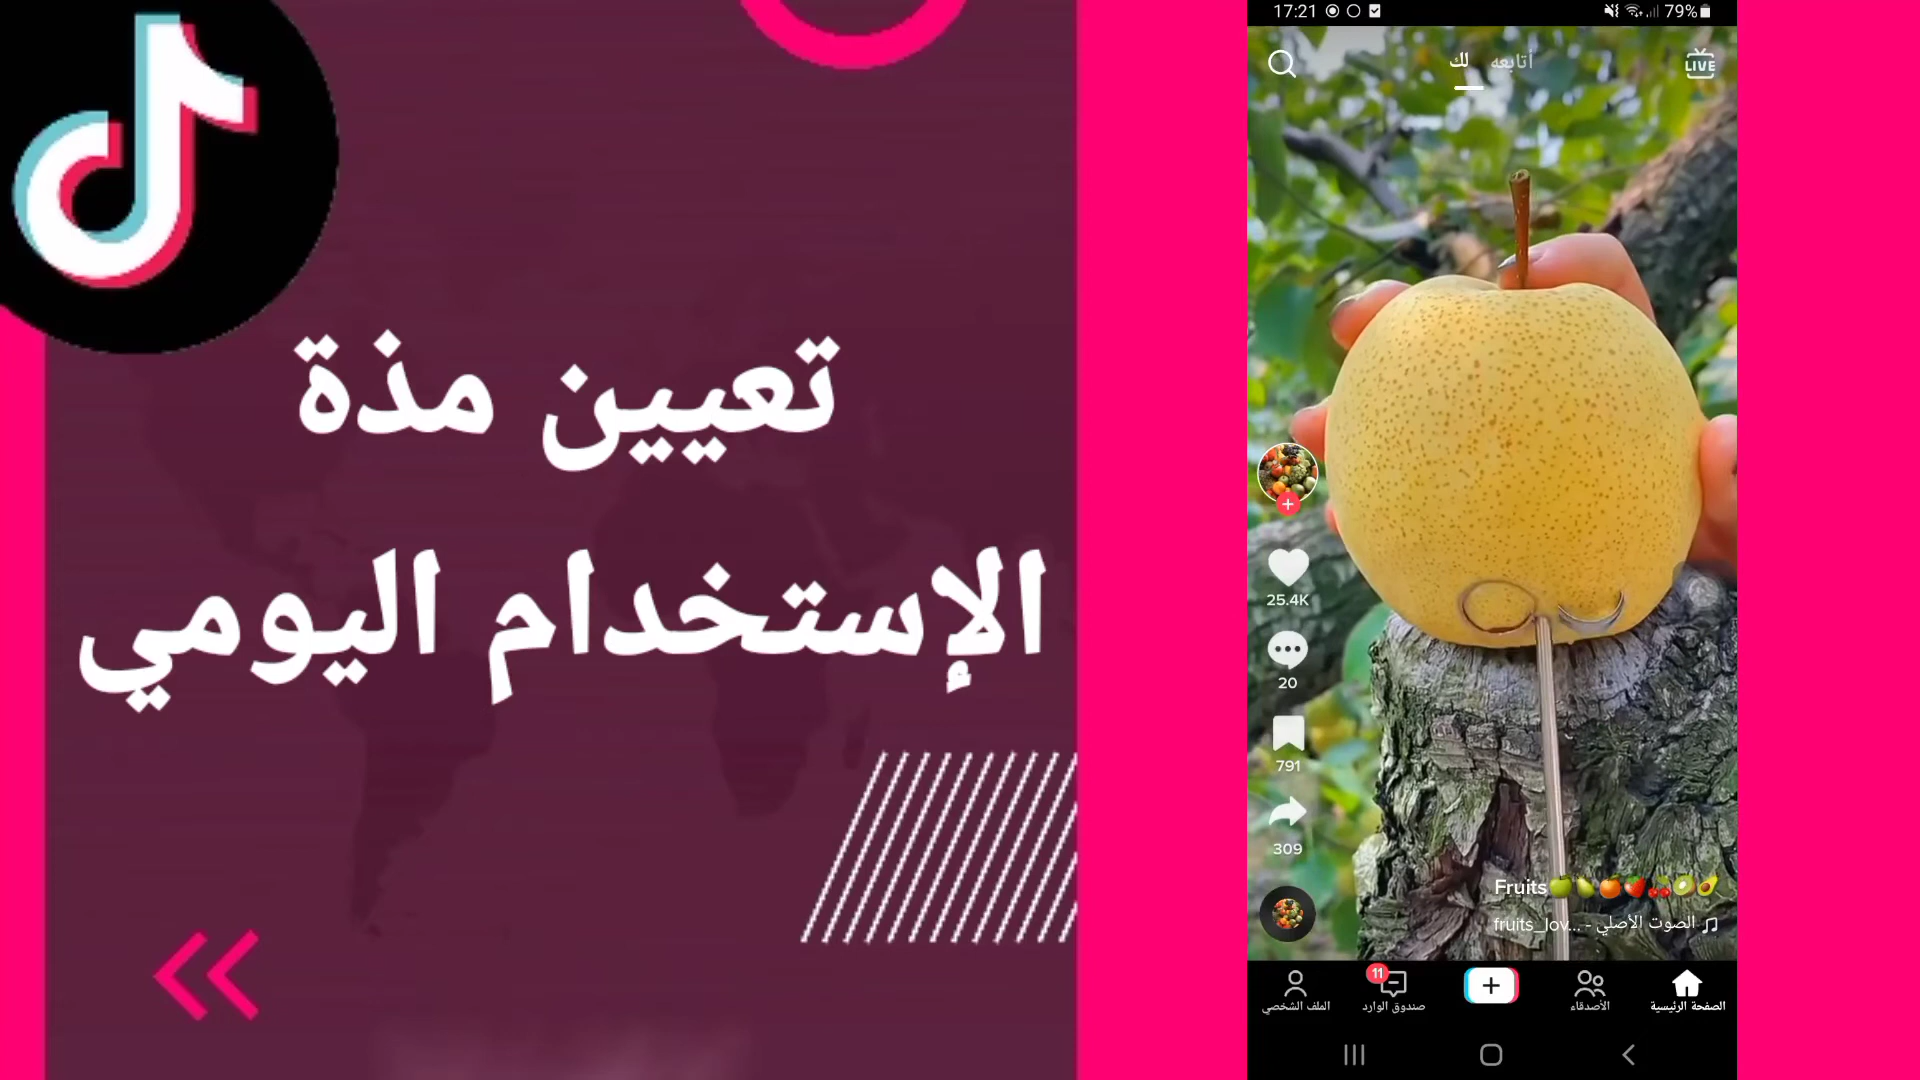 تعيين مذة
الإستخدام اليومي
17:21
79%
لك
أتابعه
LIVE
25.4K
20
791
309
Fruits
الصوت الأصلي - fruits_lov...
11
الصفحة الرئيسية
الأصدقاء
صندوق الوارد
الملف الشخصي